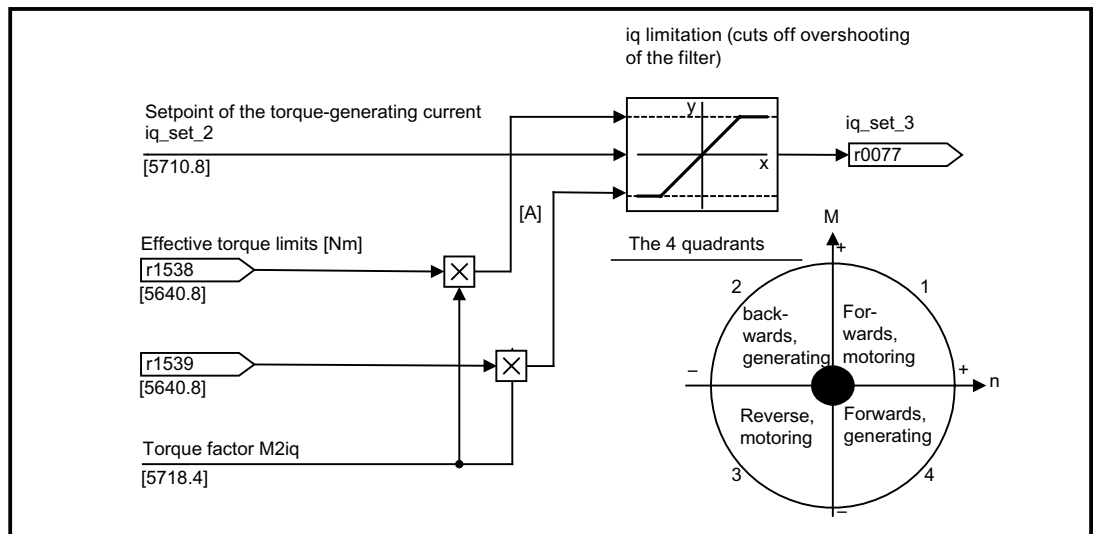 iq limitation (cuts off overshooting
of the filter)
Setpoint of the torque-generating current
iq_set_2
[5710.8]
y
x
iq_set_3
r0077
[A]
Effective torque limits [Nm]
r1538
[5640.8]
r1539
[5640.8]
Torque factor M2iq
[5718.4]
The 4 quadrants
M
+
2
1
back-
wards,
generating
For-
wards,
motoring
–
+
n
Reverse,
motoring
Forwards,
generating
3
4
–